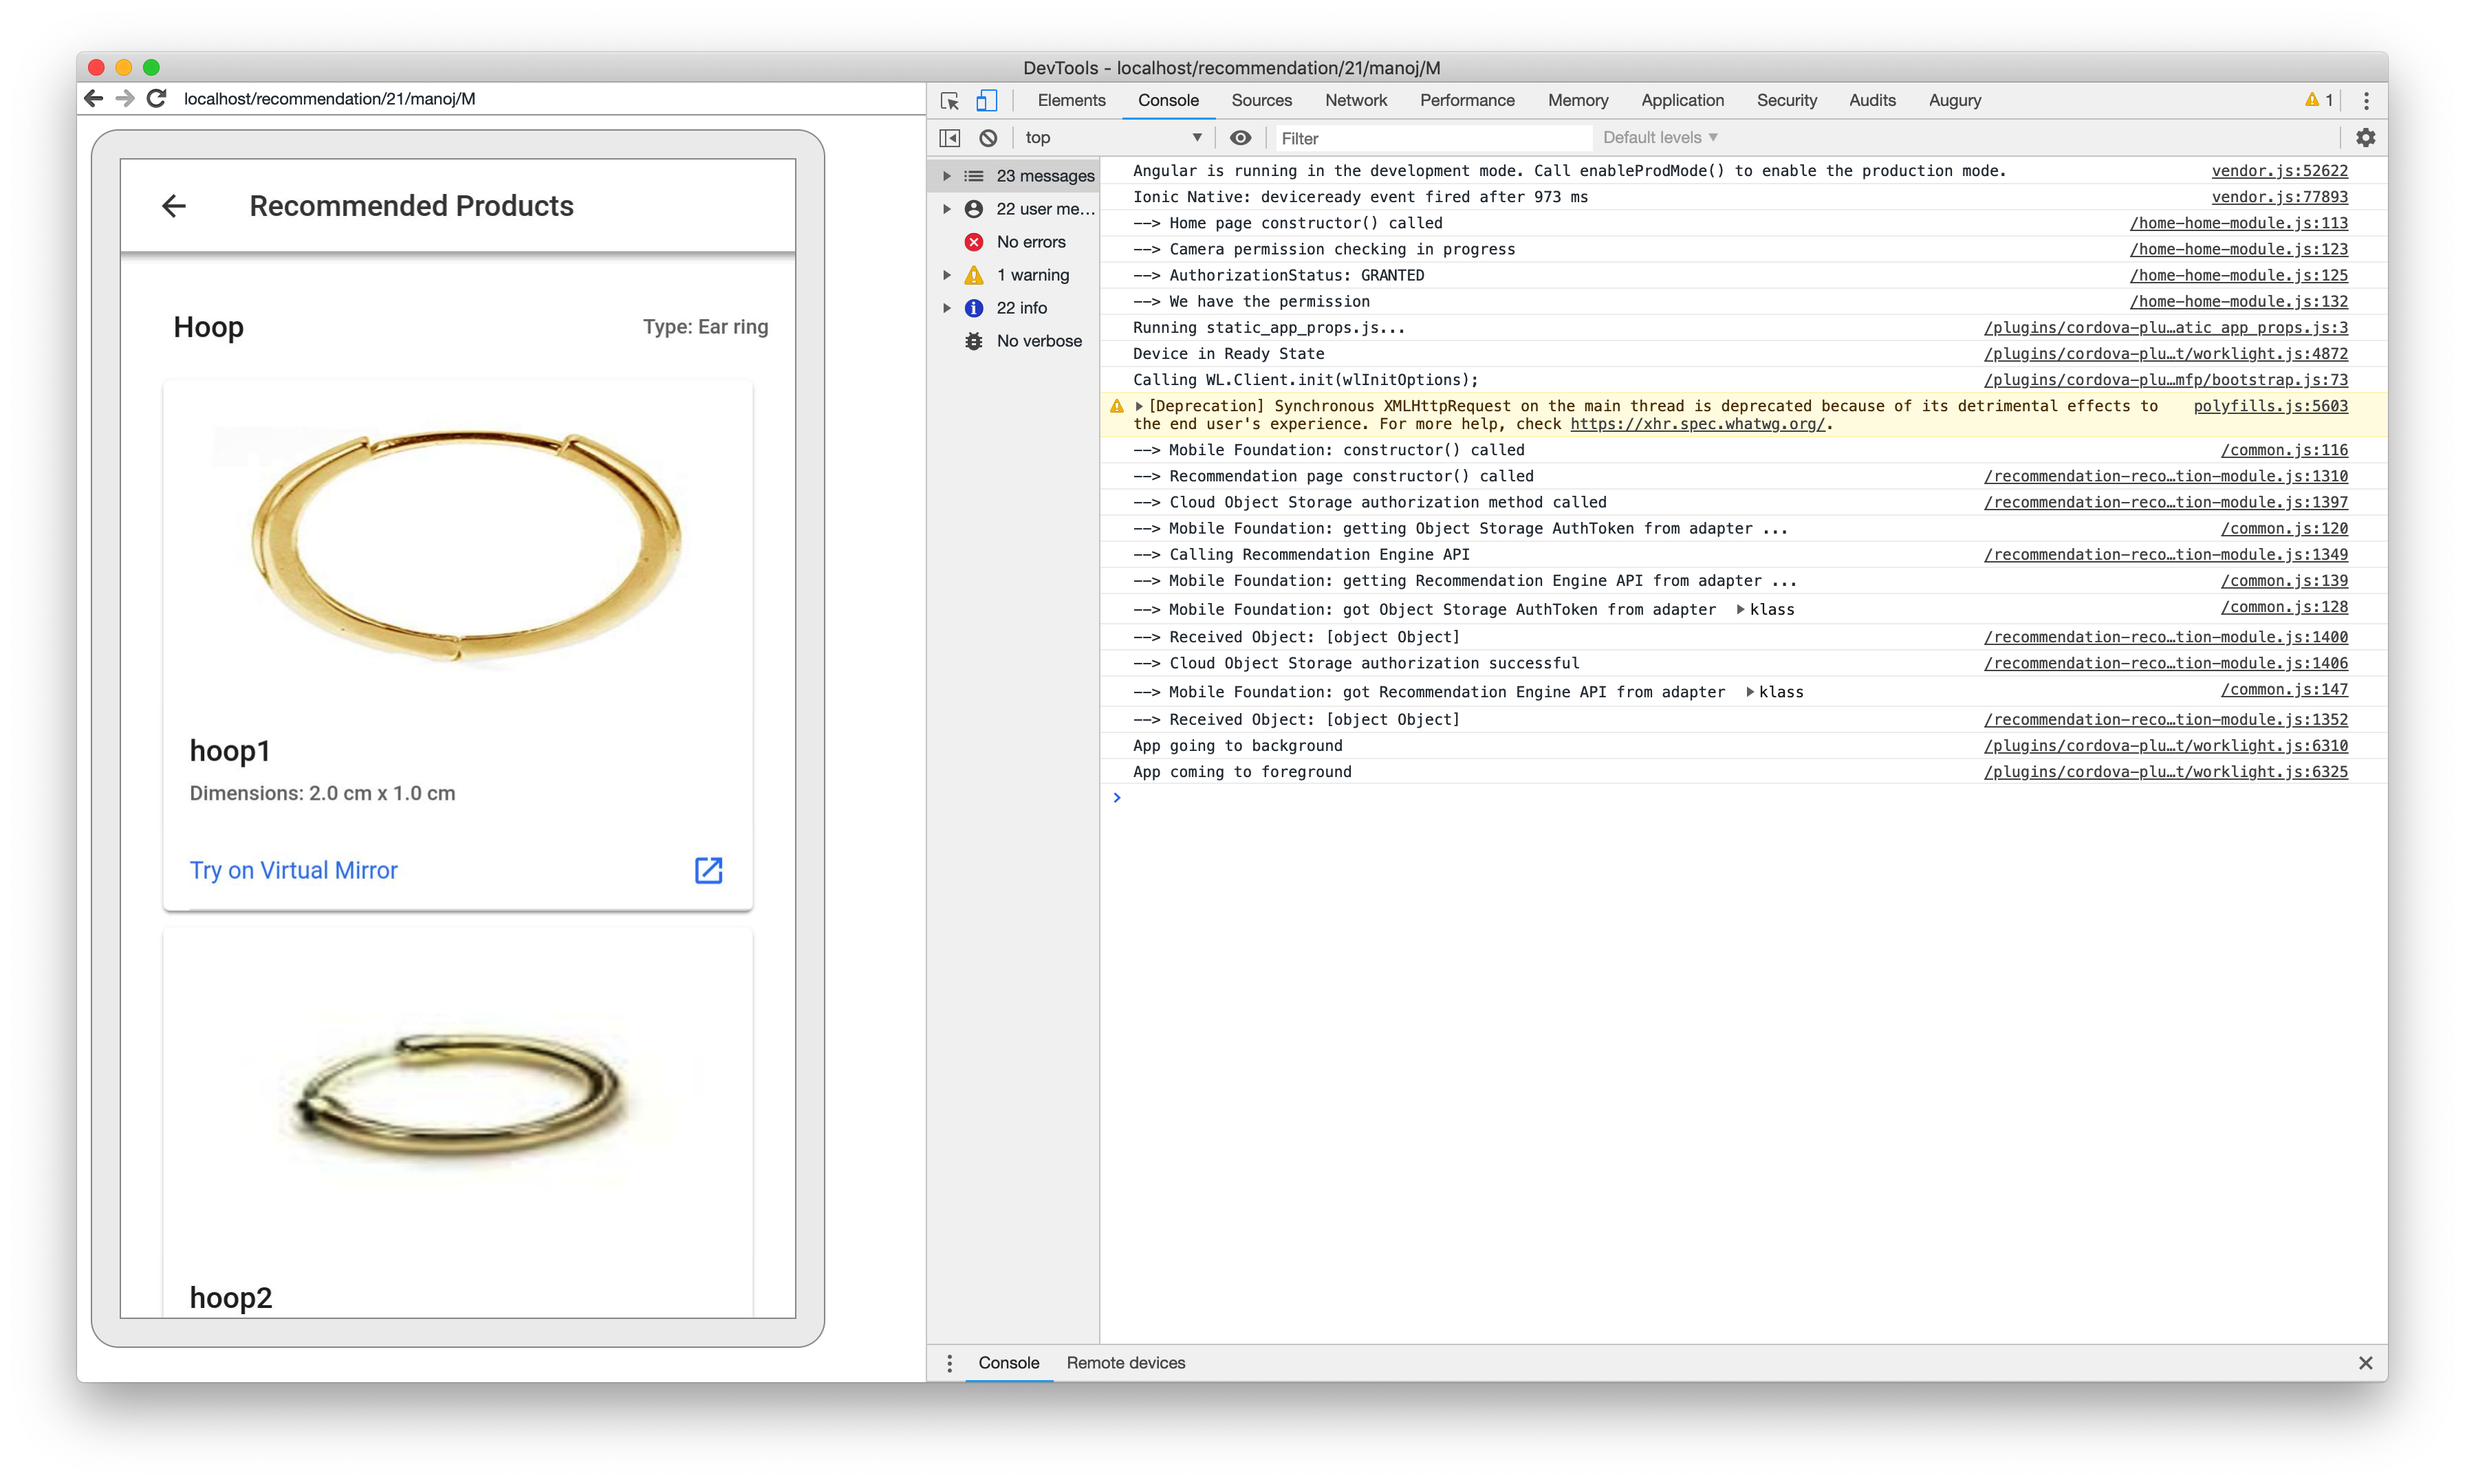 DevTools - localhost/recommendation/21/manoj/M
localhost/recommendation/21/manoj/M
Recommended Products
Hoop
Type: Ear ring
hoop1
Dimensions: 2.0 cm x 1.0 cm
Try on Virtual Mirror
hoop2
Elements Console Sources Network Performance Memory Application Security Audits Augury 1
top Filter Default levels
23 messages
22 user me...
No errors
1 warning
22 info
No verbose
Angular is running in the development mode. Call enableProdMode() to enable the production mode. vendor.js:52622
Ionic Native: deviceready event fired after 973 ms vendor.js:77893
--> Home page constructor() called /home-home-module.js:113
--> Camera permission checking in progress /home-home-module.js:123
--> AuthorizationStatus: GRANTED /home-home-module.js:125
--> We have the permission /home-home-module.js:132
Running static_app_props.js... /plugins/cordova-plu…atic_app_props.js:3
Device in Ready State /plugins/cordova-plu…t/worklight.js:4872
Calling WL.Client.init(wlInitOptions); /plugins/cordova-plu…mfp/bootstrap.js:73
[Deprecation] Synchronous XMLHttpRequest on the main thread is deprecated because of its detrimental effects to polyfills.js:5603
the end user's experience. For more help, check https://xhr.spec.whatwg.org/.
--> Mobile Foundation: constructor() called /common.js:116
--> Recommendation page constructor() called /recommendation-reco…tion-module.js:1310
--> Cloud Object Storage authorization method called /recommendation-reco…tion-module.js:1397
--> Mobile Foundation: getting Object Storage AuthToken from adapter ... /common.js:120
--> Calling Recommendation Engine API /recommendation-reco…tion-module.js:1349
--> Mobile Foundation: getting Recommendation Engine API from adapter ... /common.js:139
--> Mobile Foundation: got Object Storage AuthToken from adapter klass /common.js:128
--> Received Object: [object Object] /recommendation-reco…tion-module.js:1400
--> Cloud Object Storage authorization successful /recommendation-reco…tion-module.js:1406
--> Mobile Foundation: got Recommendation Engine API from adapter klass /common.js:147
--> Received Object: [object Object] /recommendation-reco…tion-module.js:1352
App going to background /plugins/cordova-plu…t/worklight.js:6310
App coming to foreground /plugins/cordova-plu…t/worklight.js:6325
Console Remote devices